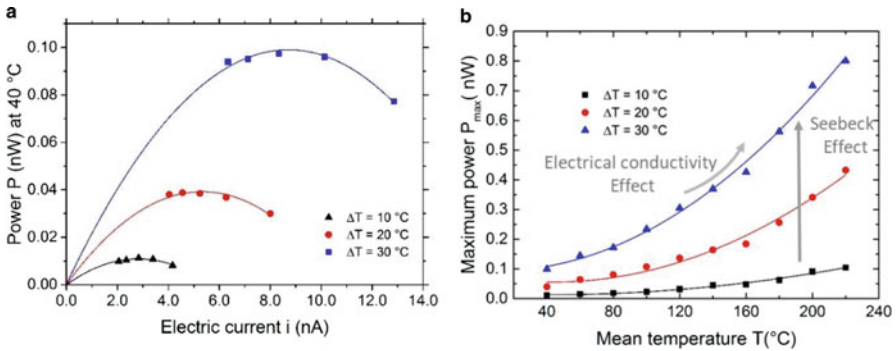 a
Power P (nW) at 40 °C
0.10
0.08
0.06
0.04
0.010
0.00
0.0 2.0 4.0 6.0 8.0 10.0 12.0 14.0
Electric current i (nA)
ΔT = 10 °C
ΔT = 20 °C
ΔT = 30 °C
b
Maximum power Pmax( nW)
0.9
0.8
0.7
0.6
0.5
0.4
0.3
0.2
0.1
0.0
40 80 120 160 200 240
Mean temperature T(°C)
ΔT = 10 °C
ΔT = 20 °C
ΔT = 30 °C
Electrical conductivity
Effect
Seebeck
Effect